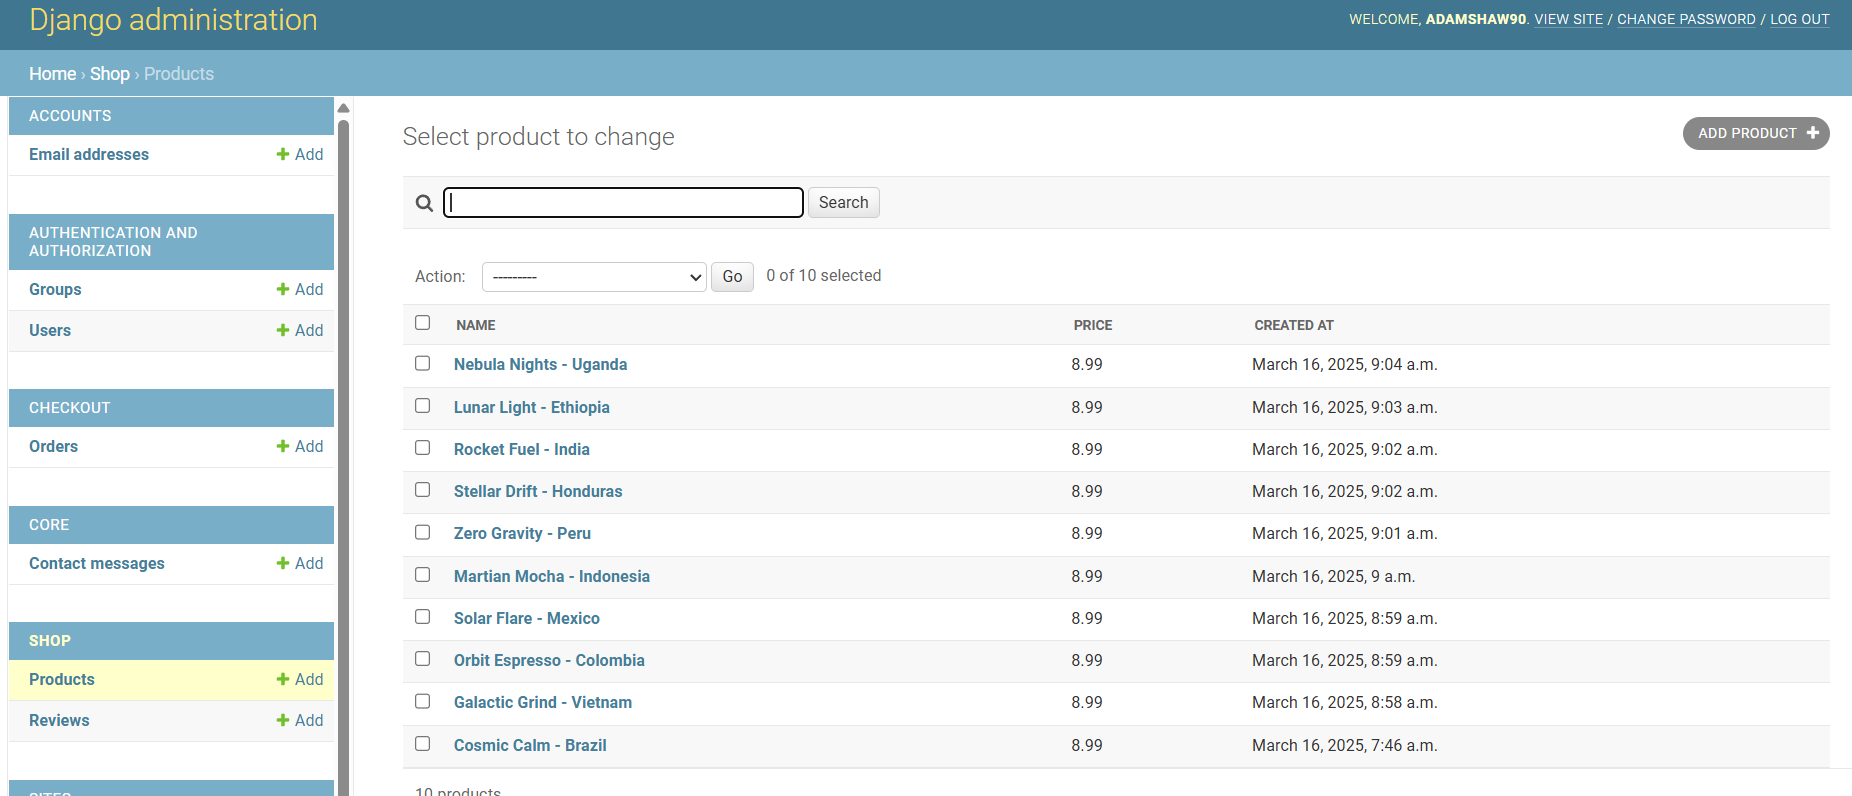 Django administration
WELCOME, ADAMSHAW90. VIEW SITE / CHANGE PASSWORD / LOG OUT
Home › Shop › Products
ACCOUNTS
Email addresses + Add
AUTHENTICATION AND
AUTHORIZATION
Groups + Add
Users + Add
CHECKOUT
Orders + Add
CORE
Contact messages + Add
SHOP
Products + Add
Reviews + Add
SITES
Select product to change
ADD PRODUCT +
Search
Action: --------- Go 0 of 10 selected
NAME PRICE CREATED AT
Nebula Nights - Uganda 8.99 March 16, 2025, 9:04 a.m.
Lunar Light - Ethiopia 8.99 March 16, 2025, 9:03 a.m.
Rocket Fuel - India 8.99 March 16, 2025, 9:02 a.m.
Stellar Drift - Honduras 8.99 March 16, 2025, 9:02 a.m.
Zero Gravity - Peru 8.99 March 16, 2025, 9:01 a.m.
Martian Mocha - Indonesia 8.99 March 16, 2025, 9 a.m.
Solar Flare - Mexico 8.99 March 16, 2025, 8:59 a.m.
Orbit Espresso - Colombia 8.99 March 16, 2025, 8:59 a.m.
Galactic Grind - Vietnam 8.99 March 16, 2025, 8:58 a.m.
Cosmic Calm - Brazil 8.99 March 16, 2025, 7:46 a.m.
10 products